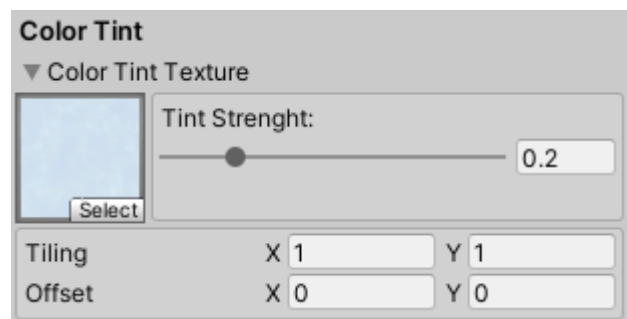 Color Tint
Color Tint Texture
Tint Strenght:
0.2
Select
Tiling X 1 Y 1
Offset X 0 Y 0